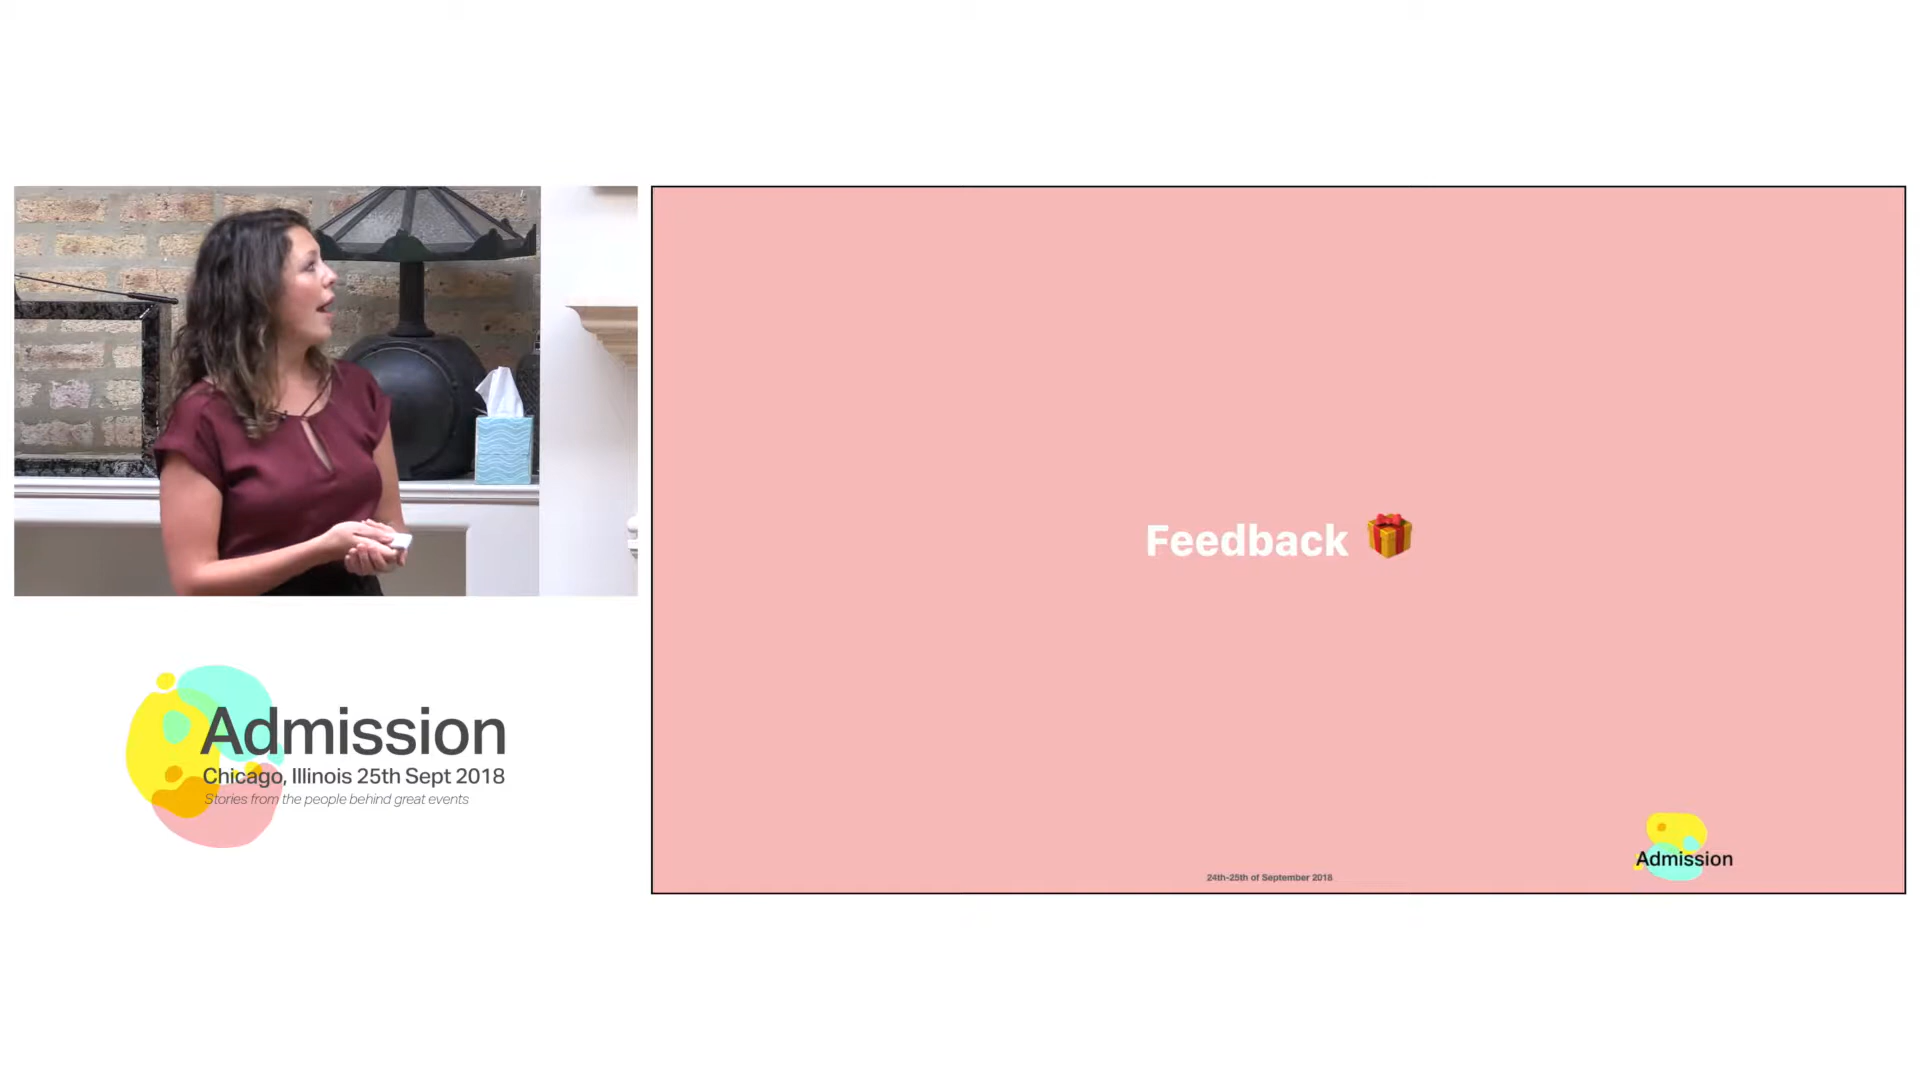 Feedback
24th-25th of September 2018
Admission
Admission
Chicago, Illinois 25th Sept 2018
Stories from the people behind great events